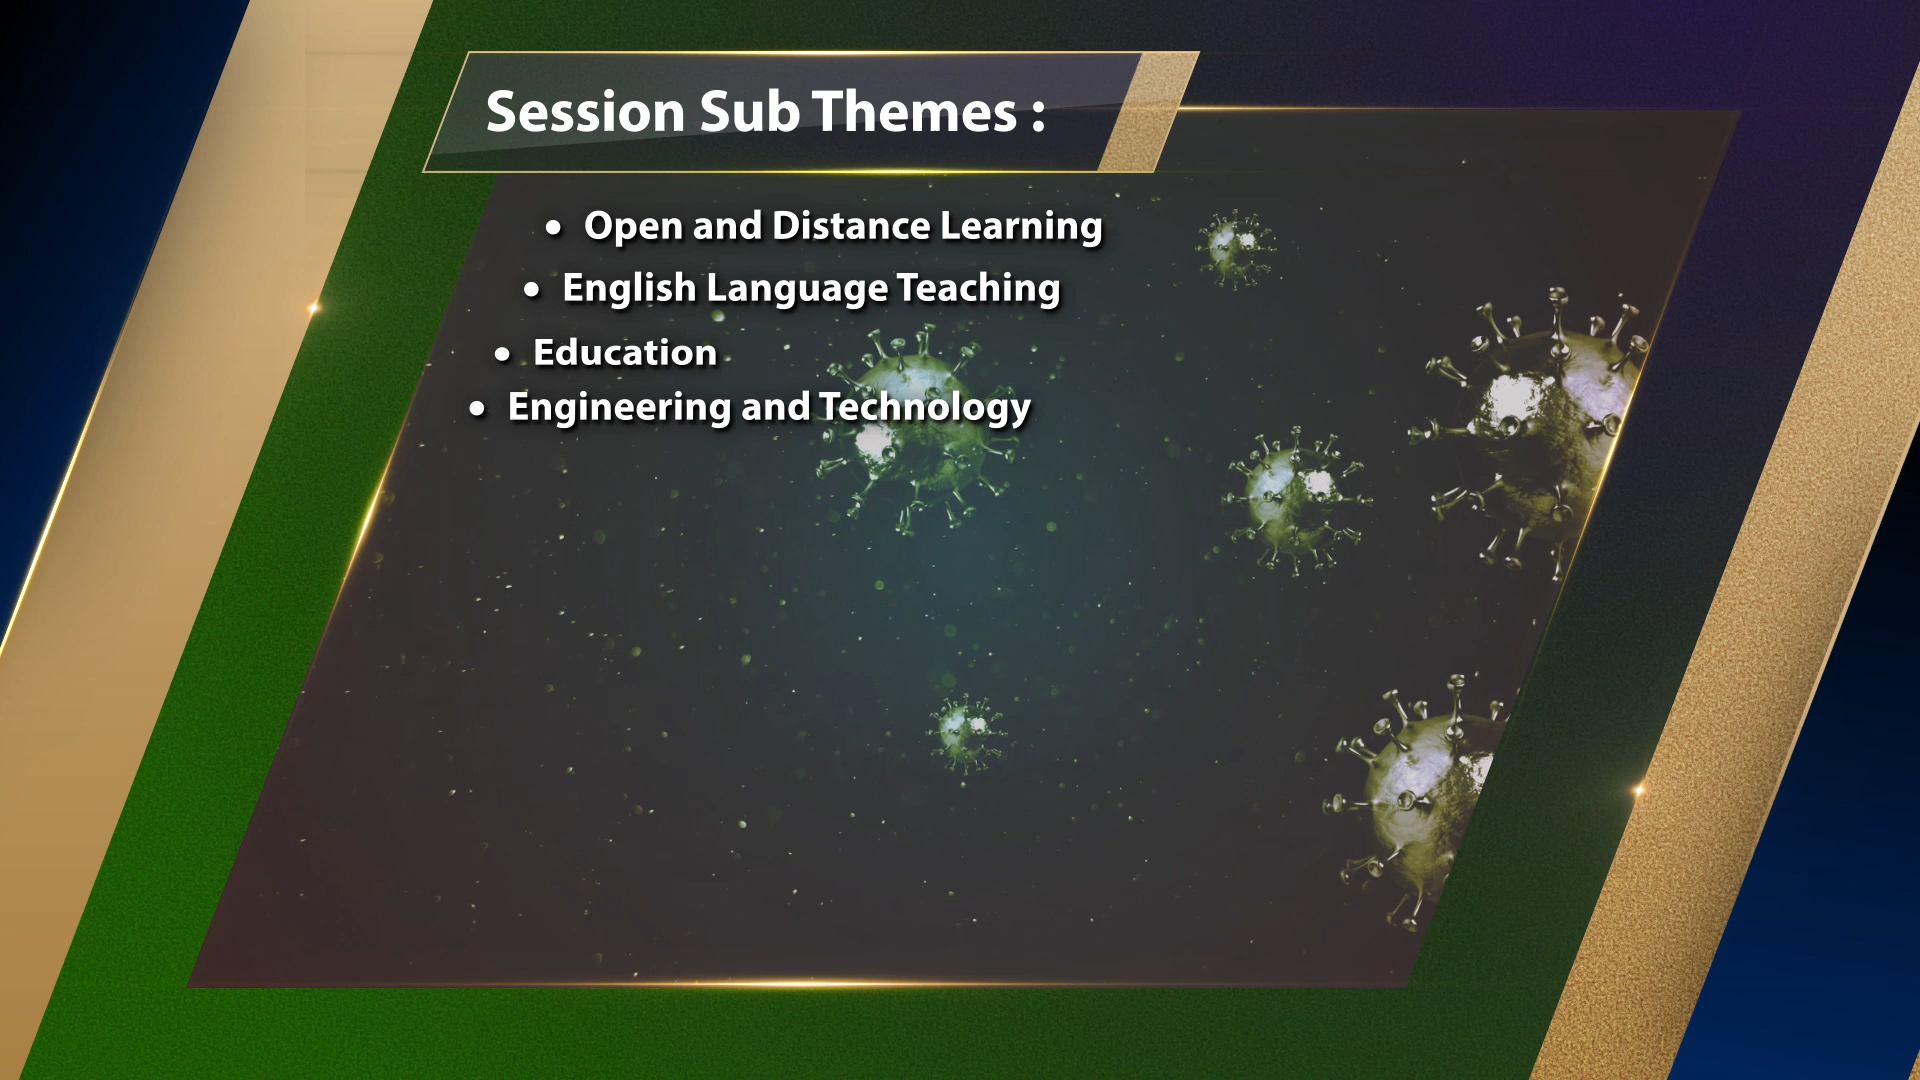 Session Sub Themes :
• Open and Distance Learning
• English Language Teaching
• Education
• Engineering and Technology